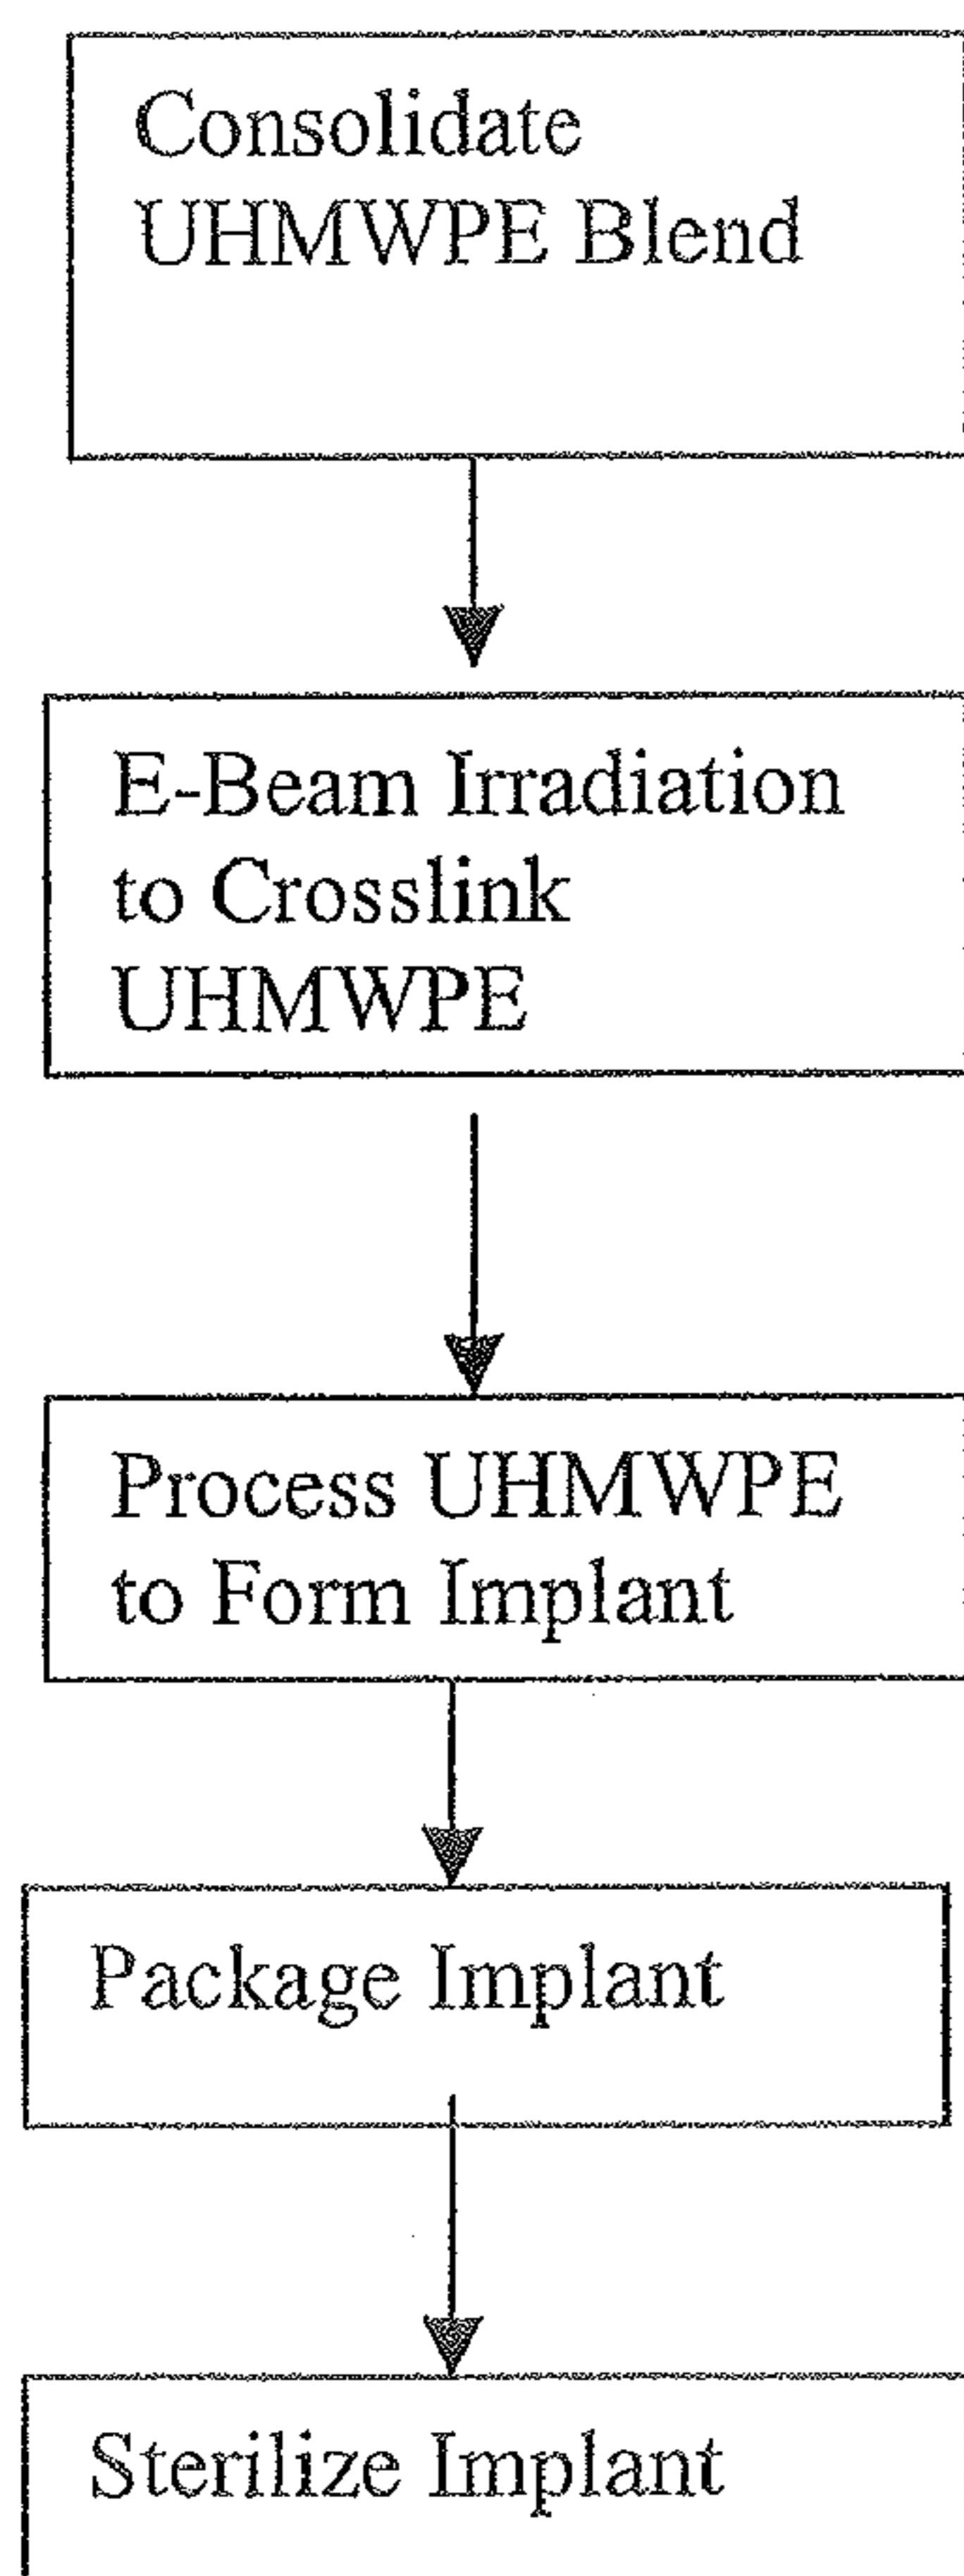 Consolidate
UHMWPE Blend
E-Beam Irradiation
to Crosslink
UHMWPE
Process UHMWPE
to Form Implant
Package Implant
Sterilize Implant